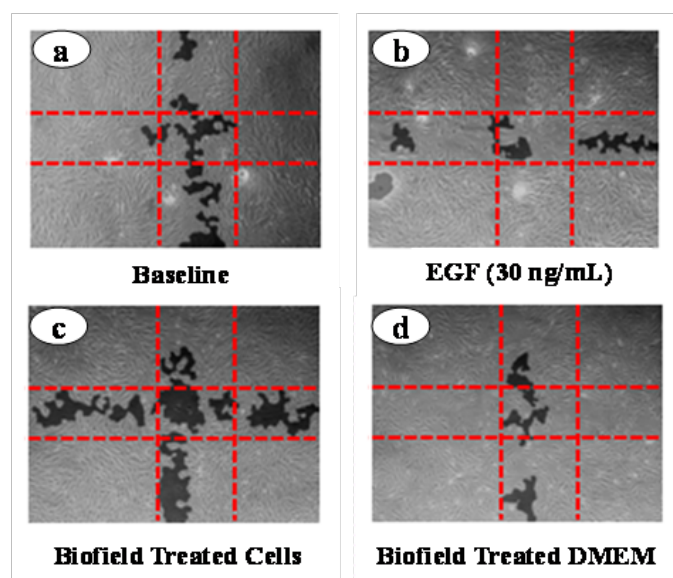 a
b
Baseline
EGF (30 ng/mL)
c
d
Biofield Treated Cells
Biofield Treated DMEM